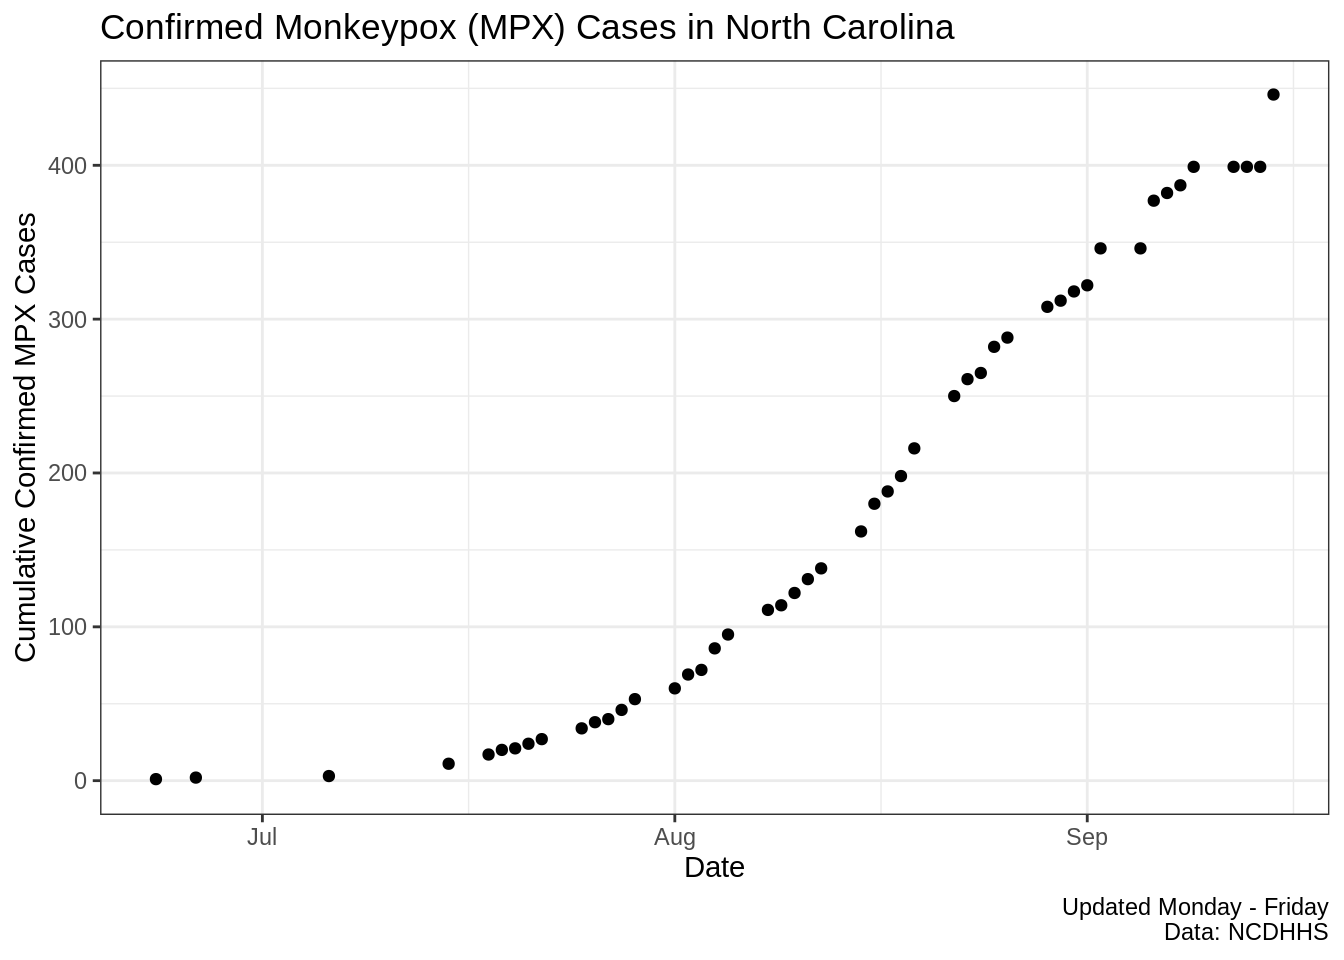 Confirmed Monkeypox (MPX) Cases in North Carolina
Cumulative Confirmed MPX Cases
400
300
200
100
0
Jul
Aug
Sep
Date
Updated Monday - Friday
Data: NCDHHS